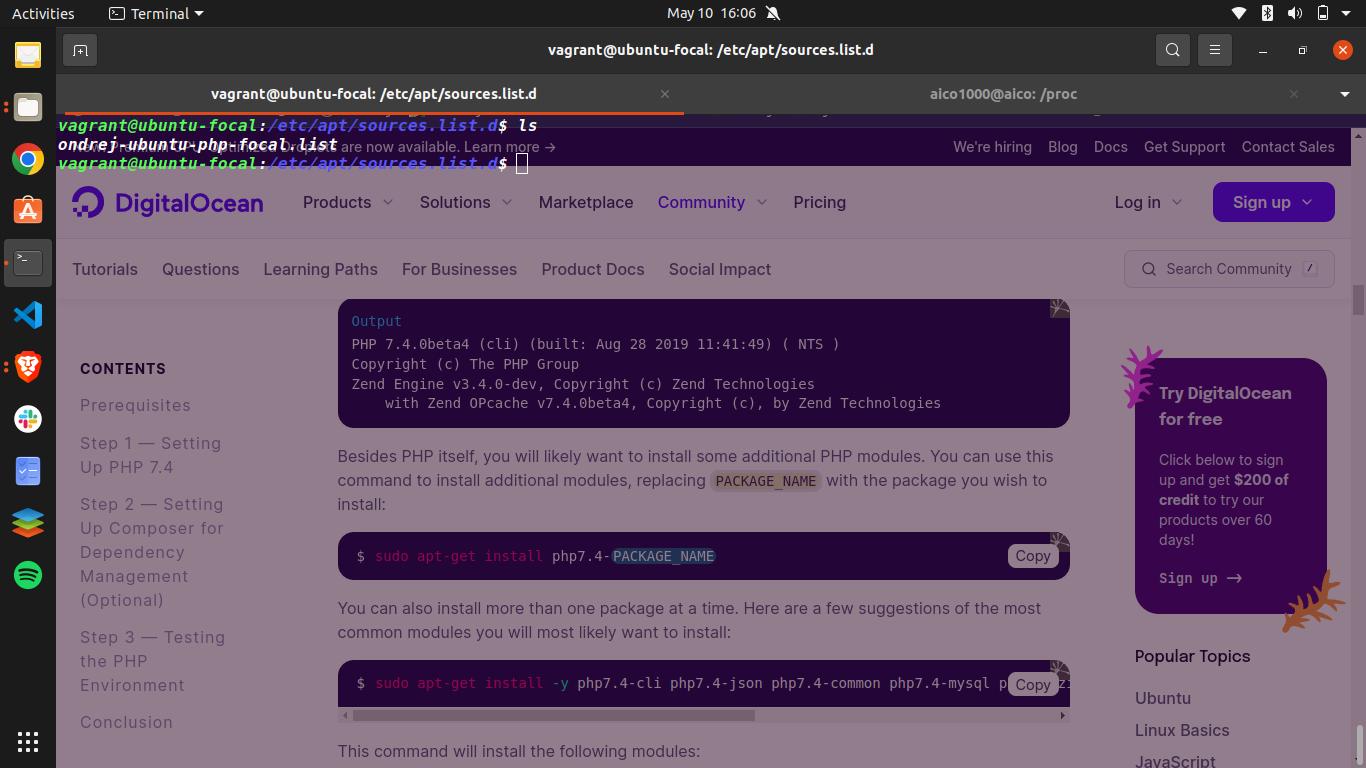 Activities
Terminal
May 10 16:06
vagrant@ubuntu-focal: /etc/apt/sources.list.d
vagrant@ubuntu-focal: /etc/apt/sources.list.d
aico1000@aico: /proc
vagrant@ubuntu-focal:/etc/apt/sources.list.d$ ls
ondrej-ubuntu-php-focal.list
Droplets are now available. Learn more →
We're hiring Blog Docs Get Support Contact Sales
vagrant@ubuntu-focal:/etc/apt/sources.list.d$
DigitalOcean
Products Solutions Marketplace Community Pricing
Log in
Sign up
Tutorials Questions Learning Paths For Businesses Product Docs Social Impact
Search Community /
CONTENTS
Prerequisites
Step 1 — Setting
Up PHP 7.4
Step 2 — Setting
Up Composer for
Dependency
Management
(Optional)
Step 3 — Testing
the PHP
Environment
Conclusion
Output
PHP 7.4.0beta4 (cli) (built: Aug 28 2019 11:41:49) ( NTS )
Copyright (c) The PHP Group
Zend Engine v3.4.0-dev, Copyright (c) Zend Technologies
with Zend OPcache v7.4.0beta4, Copyright (c), by Zend Technologies
Besides PHP itself, you will likely want to install some additional PHP modules. You can use this
command to install additional modules, replacing PACKAGE_NAME with the package you wish to
install:
$ sudo apt-get install php7.4-PACKAGE_NAME
Copy
You can also install more than one package at a time. Here are a few suggestions of the most
common modules you will most likely want to install:
$ sudo apt-get install -y php7.4-cli php7.4-json php7.4-common php7.4-mysql
Copy
This command will install the following modules:
Try DigitalOcean
for free
Click below to sign
up and get $200 of
credit to try our
products over 60
days!
Sign up →
Popular Topics
Ubuntu
Linux Basics
JavaScript